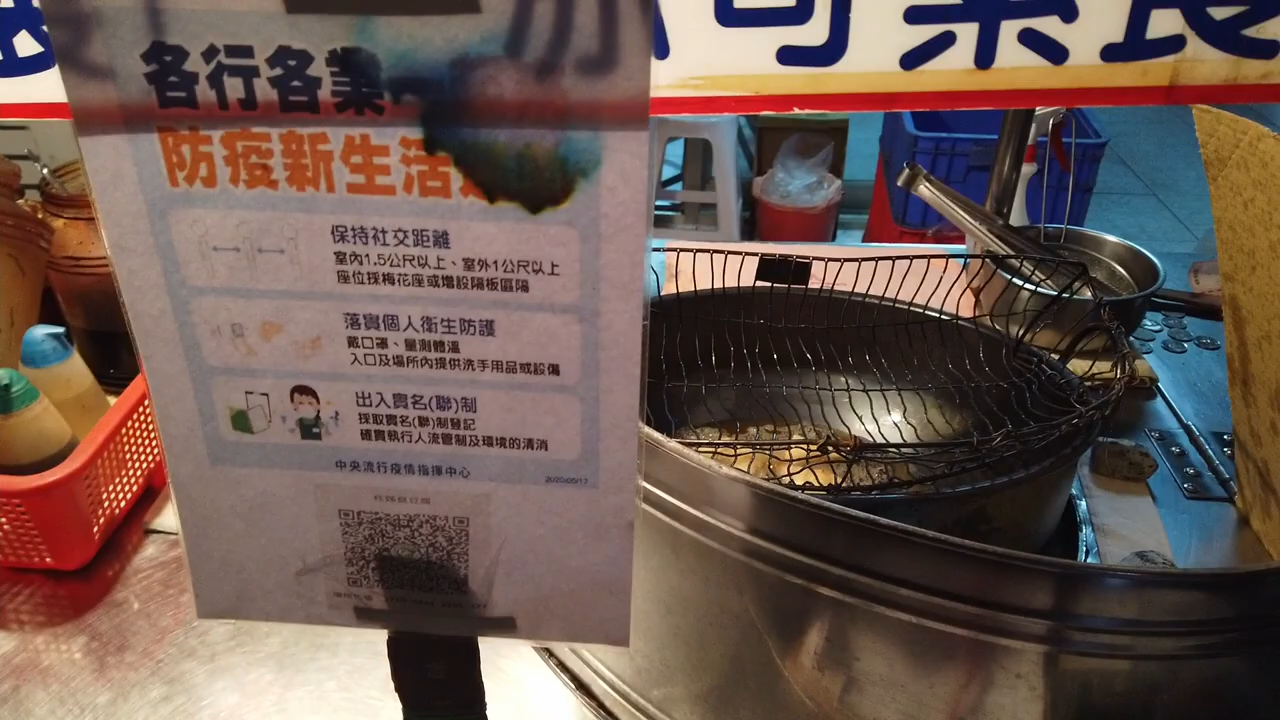 各行各業
防疫新生活
保持社交距離
室內1.5公尺以上、室外1公尺以上
座位採梅花座或增設隔板區隔
落實個人衛生防護
戴口罩、量測體溫
入口及場所內提供洗手用品或設備
出入實名(聯)制
採取實名(聯)制登記
確實執行人流管制及環境的清消
中央流行疫情指揮中心
2020/05/17